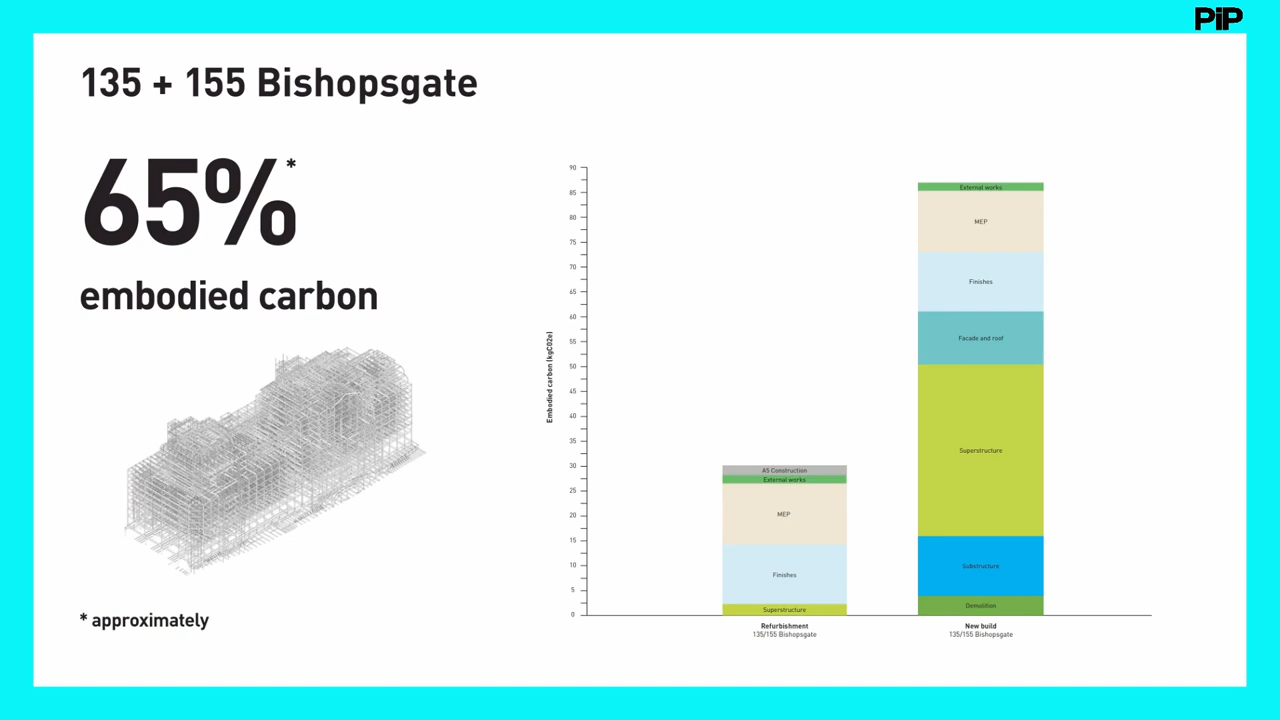 PiP
135 + 155 Bishopsgate
65%*
embodied carbon
* approximately
Embodied carbon (kgCO2e)
90
85
80
75
70
65
60
55
50
45
40
35
30
25
20
15
10
5
0
A5 Construction
External works
MEP
Finishes
Superstructure
External works
MEP
Finishes
Facade and roof
Superstructure
Substructure
Demolition
Refurbishment
135/155 Bishopsgate
New build
135/155 Bishopsgate